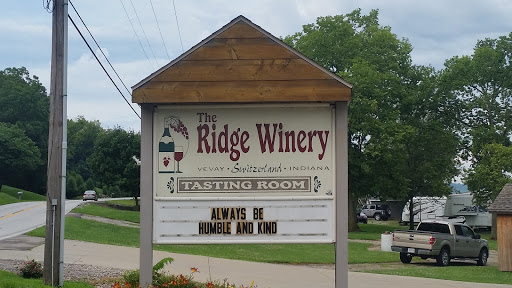 The
Ridge Winery
VEVAY • Switzerland • INDIANA
TASTING ROOM
ALWAYS BE
HUMBLE AND KIND